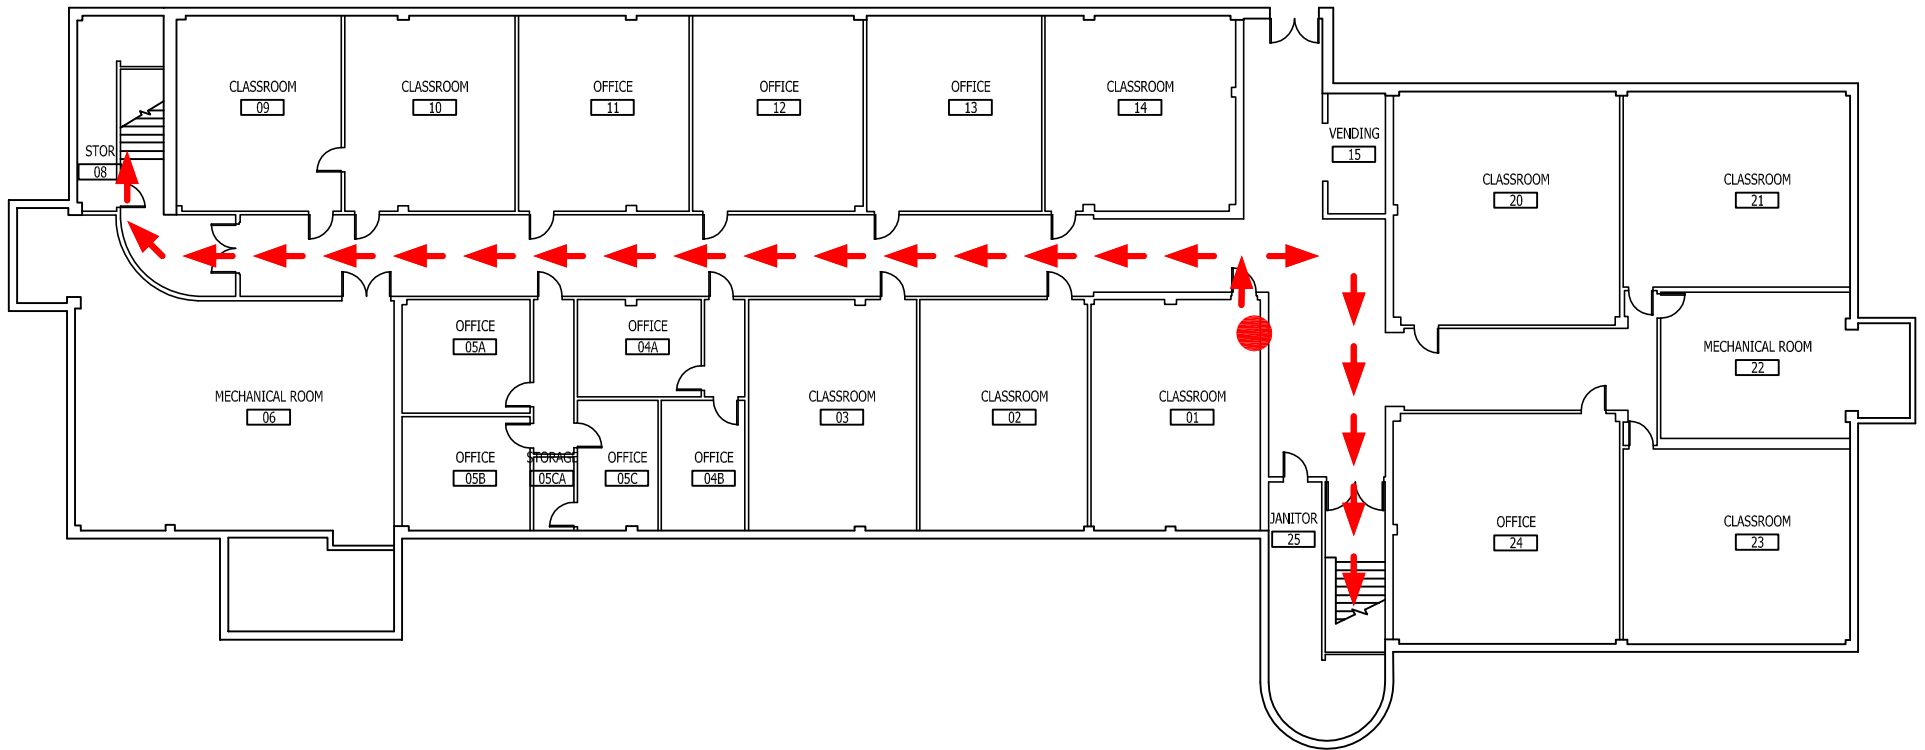 CLASSROOM
09
CLASSROOM
10
OFFICE
11
OFFICE
12
OFFICE
13
CLASSROOM
14
VENDING
15
STOR
08
CLASSROOM
20
CLASSROOM
21
OFFICE
05A
OFFICE
04A
MECHANICAL ROOM
22
MECHANICAL ROOM
06
CLASSROOM
03
CLASSROOM
02
CLASSROOM
01
OFFICE
05B
STORAGE
05CA
OFFICE
05C
OFFICE
04B
JANITOR
25
OFFICE
24
CLASSROOM
23